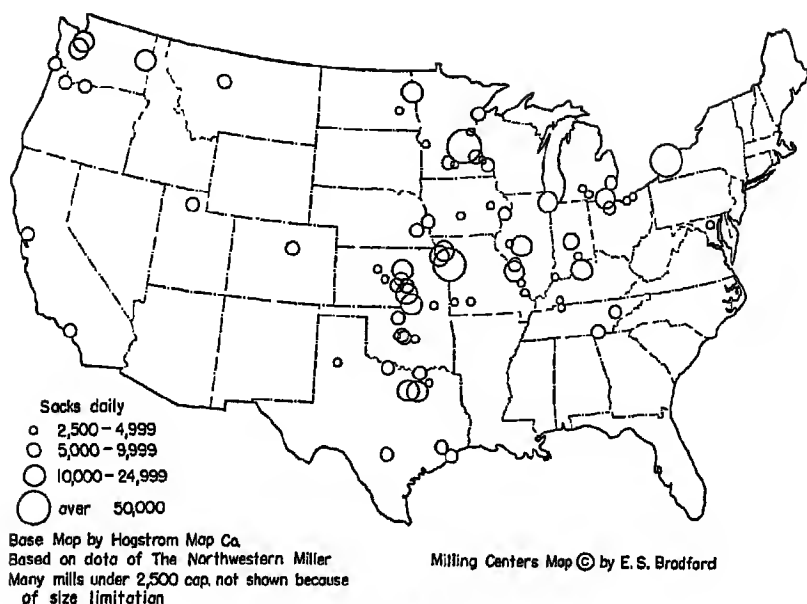 Sacks daily
2,500-4,999
5,000-9,999
10,000-24,999
over 50,000
Base Map by Hagstrom Map Co.
Based on data of The Northwestern Miller
Many mills under 2,500 cap. not shown because
of size limitation
Milling Centers Map © by E. S. Bradford